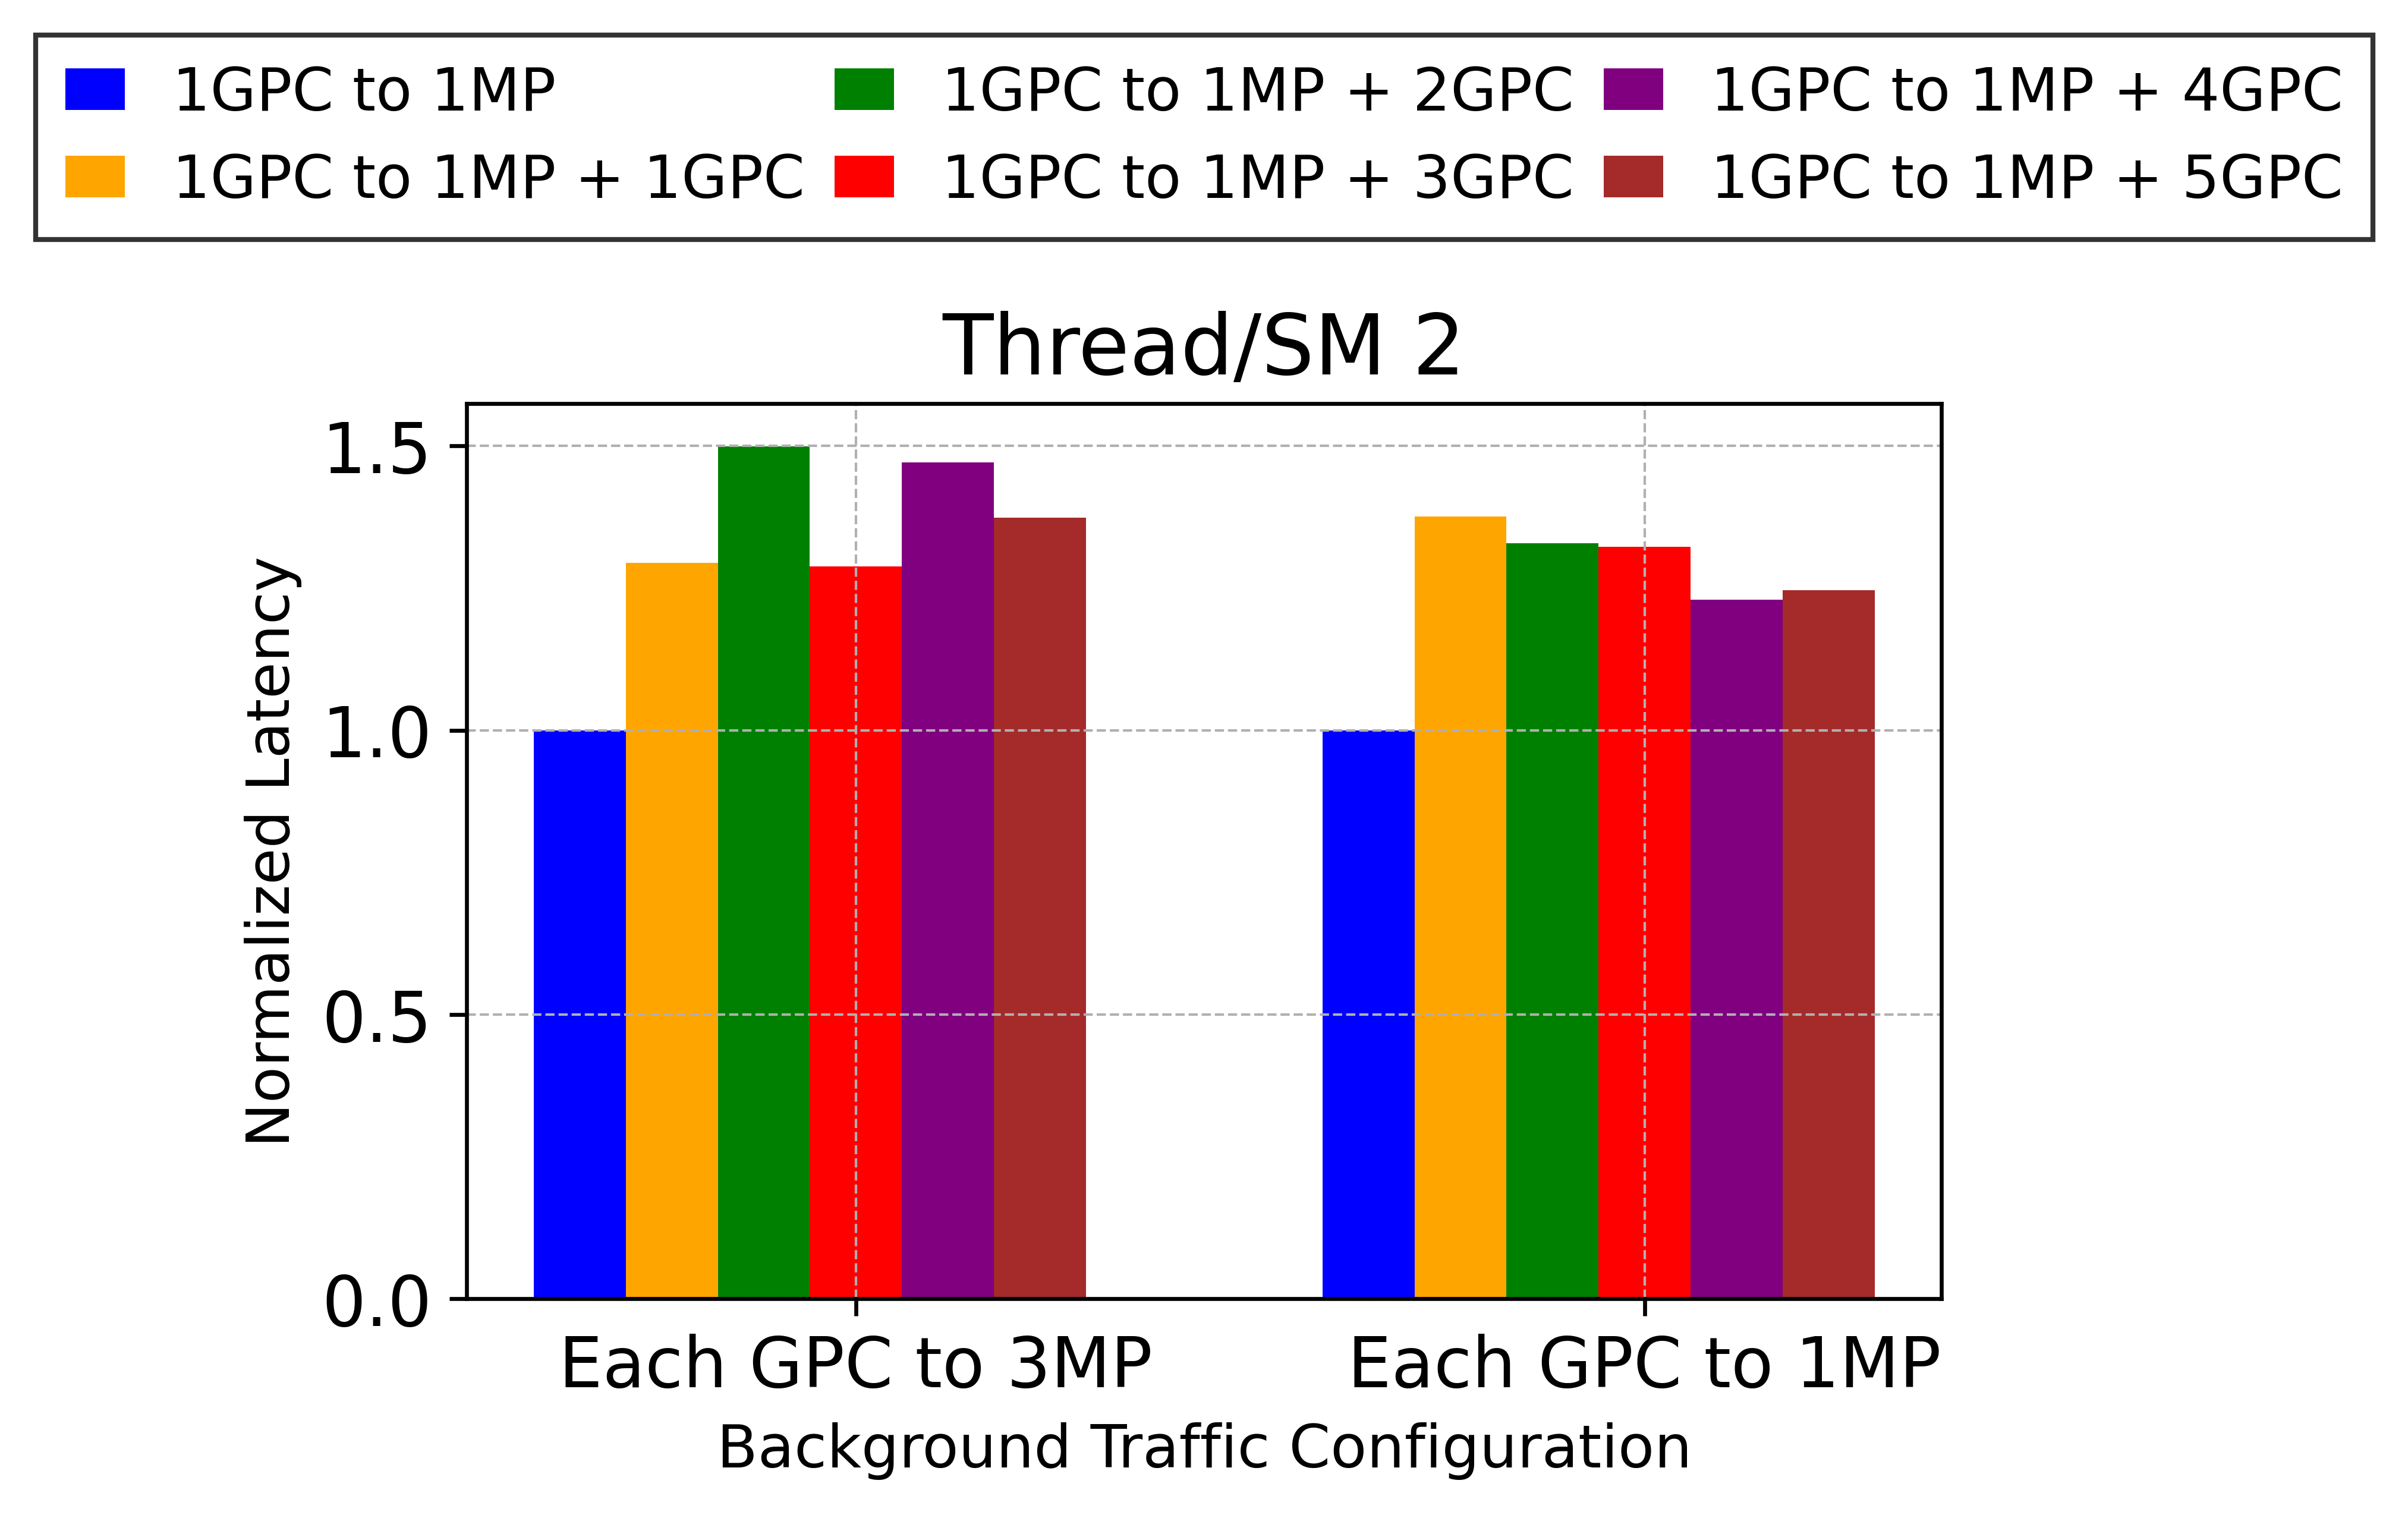 1GPC to 1MP
1GPC to 1MP + 1GPC
1GPC to 1MP + 2GPC
1GPC to 1MP + 3GPC
1GPC to 1MP + 4GPC
1GPC to 1MP + 5GPC
Thread/SM 2
Normalized Latency
1.5
1.0
0.5
0.0
Each GPC to 3MP
Each GPC to 1MP
Background Traffic Configuration